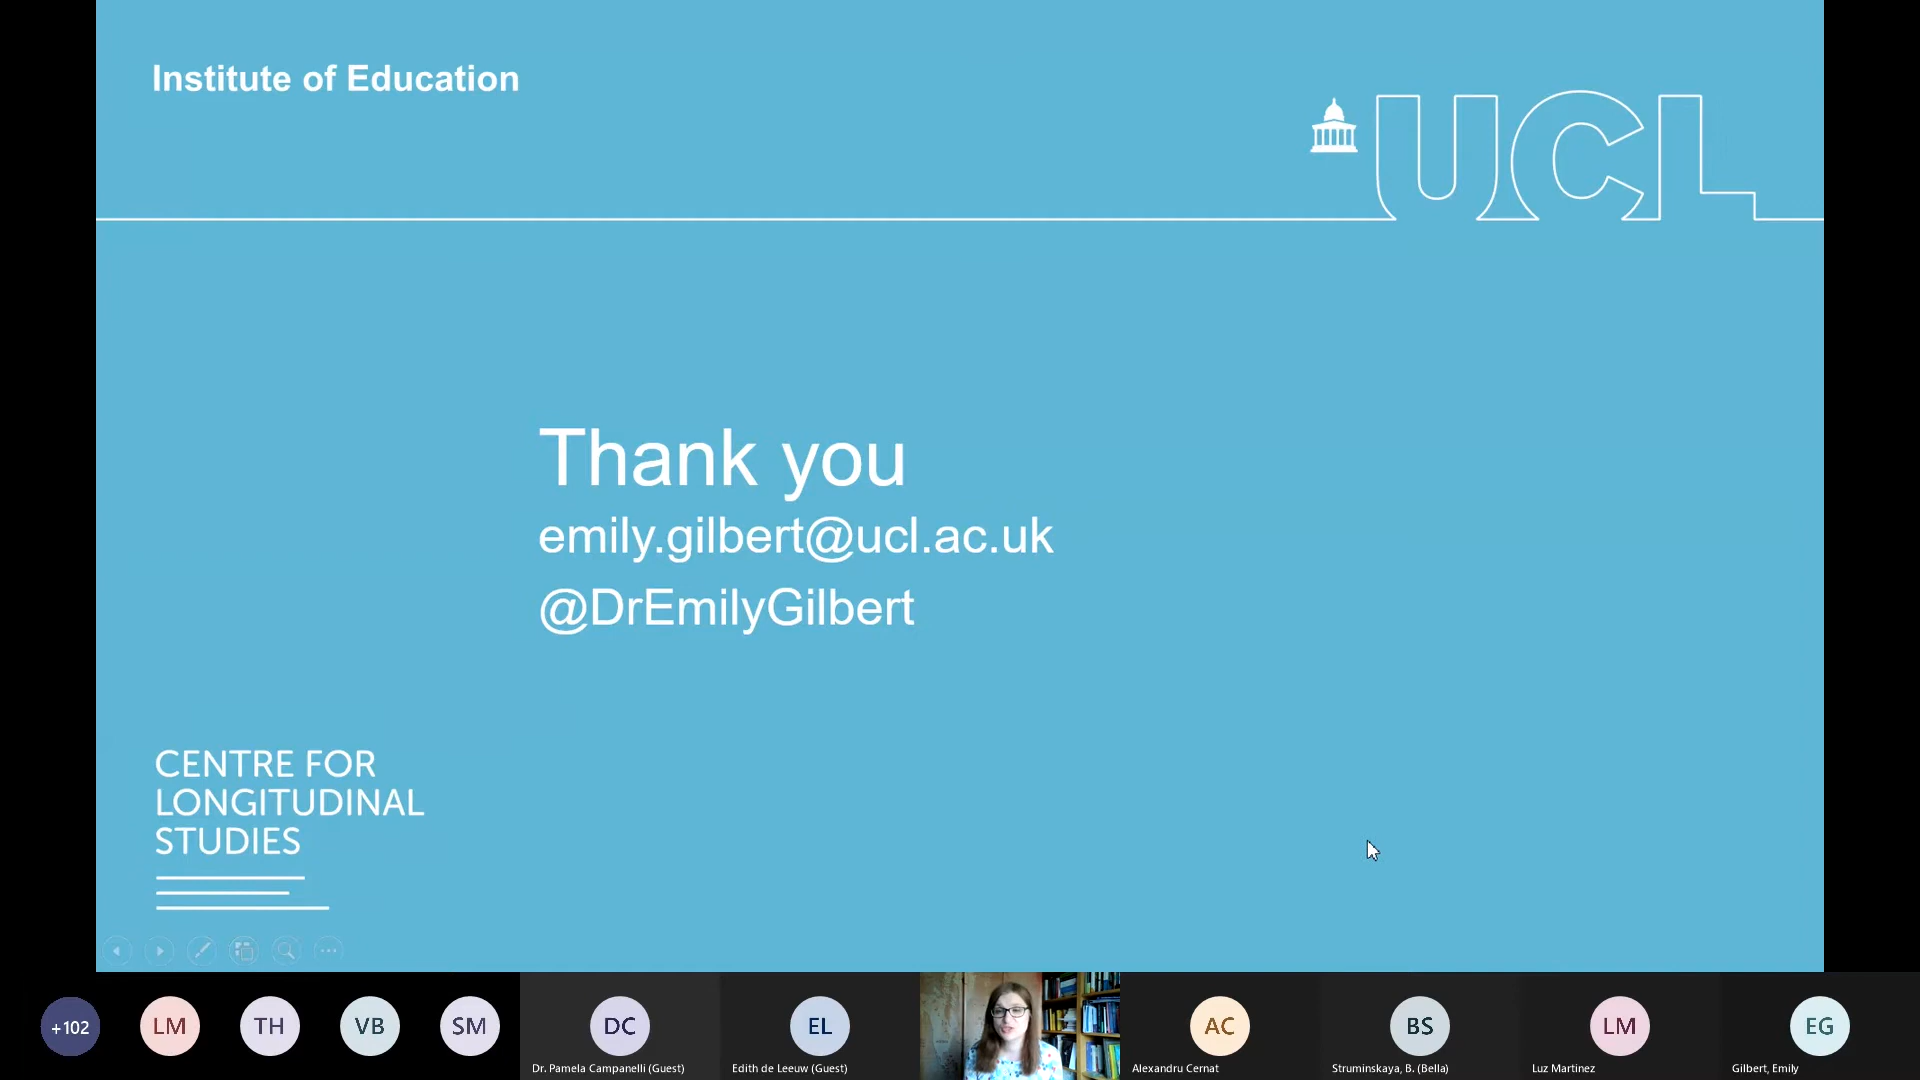 Institute of Education
UCL
Thank you
emily.gilbert@ucl.ac.uk
@DrEmilyGilbert
CENTRE FOR
LONGITUDINAL
STUDIES
+102
LM
TH
VB
SM
DC
EL
AC
BS
LM
EG
Dr. Pamela Campanelli (Guest)
Edith de Leeuw (Guest)
Alexandru Cernat
Struminskaya, B. (Bella)
Luz Martinez
Gilbert, Emily